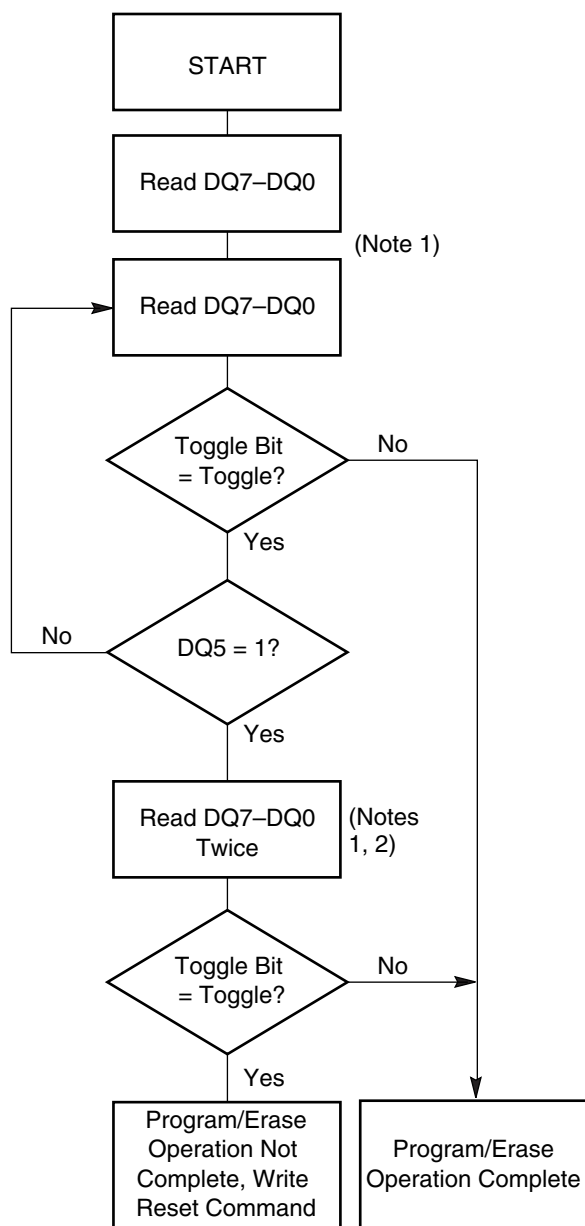 START
Read DQ7–DQ0
(Note 1)
Read DQ7–DQ0
Toggle Bit
= Toggle?
No
Yes
No
DQ5 = 1?
Yes
Read DQ7–DQ0
Twice
(Notes
1, 2)
Toggle Bit
= Toggle?
No
Yes
Program/Erase
Operation Not
Complete, Write
Reset Command
Program/Erase
Operation Complete